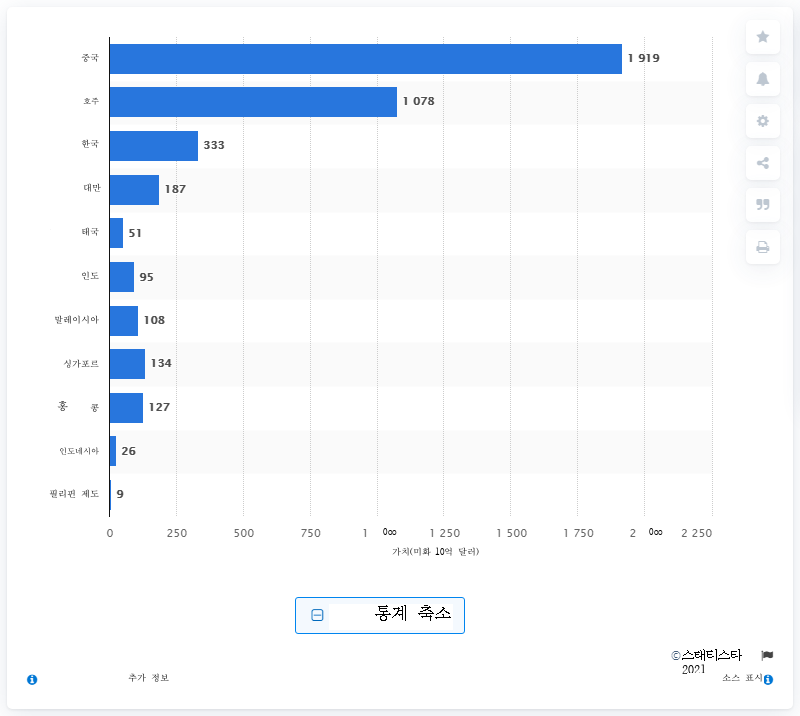 중국 1 919
호주 1 078
한국 333
대만 187
태국 51
인도 95
말레이시아 108
싱가포르 134
홍 콩 127
인도네시아 26
필리핀 제도 9
0 250 500 750 1 0∞ 1 250 1 500 1 750 2 0∞ 2 250
가치(미화 10억 달러)
통계 축소
©스태티스타
2021
추가 정보 소스 표시